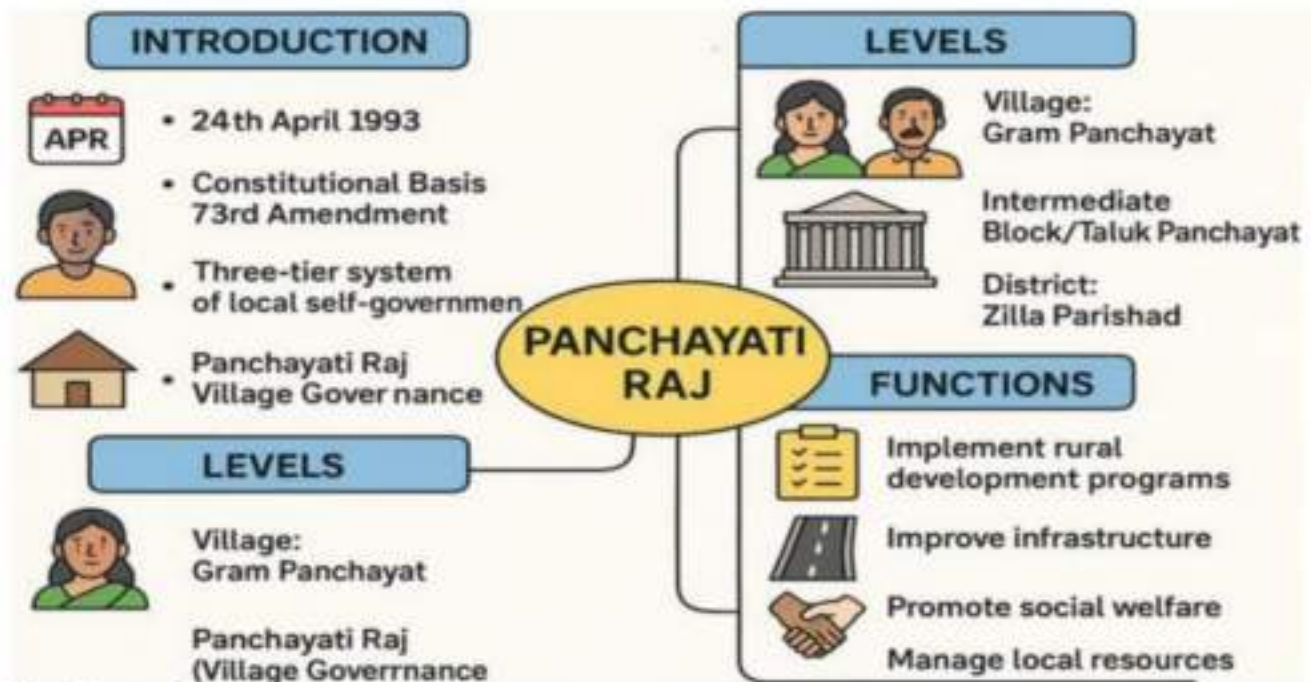 INTRODUCTION
APR
• 24th April 1993
• Constitutional Basis
73rd Amendment
• Three-tier system
of local self-governmen
• Panchayati Raj
Village Gover nance
LEVELS
Village:
Gram Panchayat
Panchayati Raj
(Village Goverrnance
PANCHAYATI
RAJ
LEVELS
Village:
Gram Panchayat
Intermediate
Block/Taluk Panchayat
District:
Zilla Parishad
FUNCTIONS
Implement rural
development programs
Improve infrastructure
Promote social welfare
Manage local resources